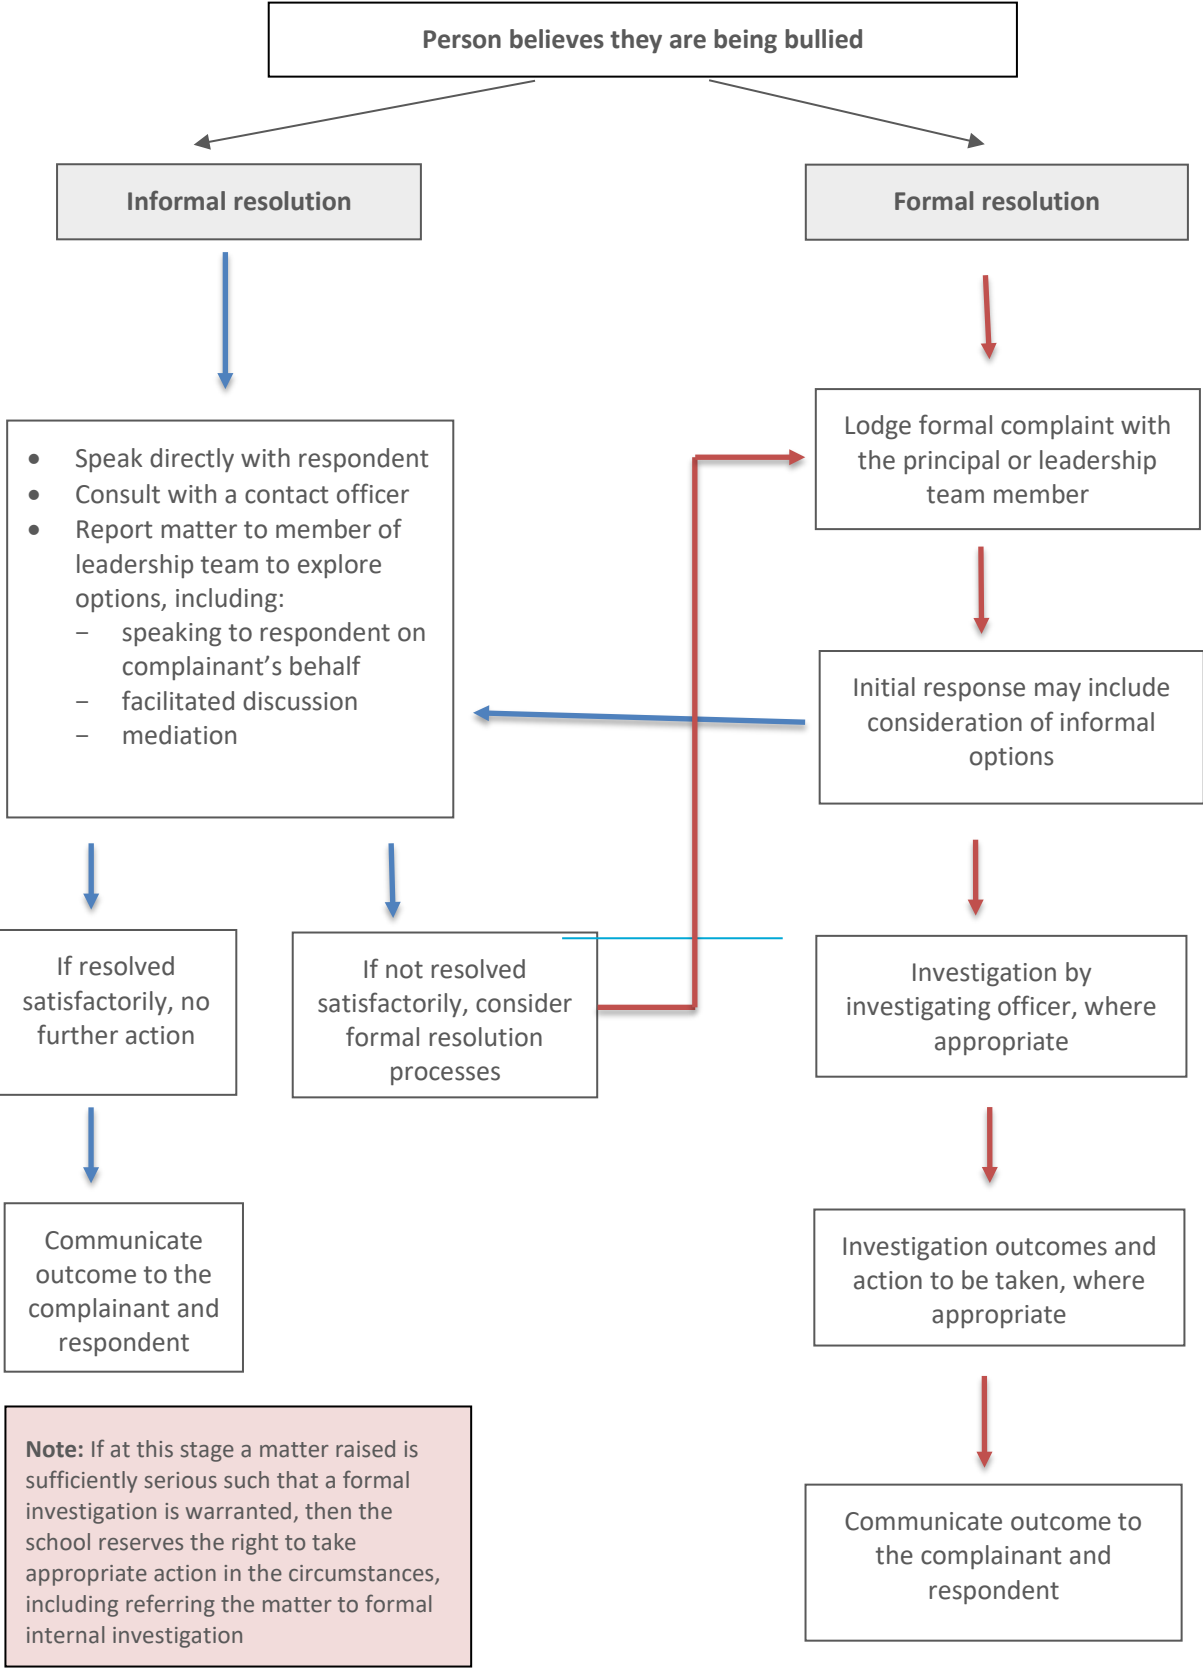 Person believes they are being bullied
Informal resolution
Formal resolution
• Speak directly with respondent
• Consult with a contact officer
• Report matter to member of
leadership team to explore
options, including:
− speaking to respondent on
complainant’s behalf
− facilitated discussion
− mediation
Lodge formal complaint with
the principal or leadership
team member
Initial response may include
consideration of informal
options
If resolved
satisfactorily, no
further action
If not resolved
satisfactorily, consider
formal resolution
processes
Investigation by
investigating officer, where
appropriate
Communicate
outcome to the
complainant and
respondent
Investigation outcomes and
action to be taken, where
appropriate
Note: If at this stage a matter raised is
sufficiently serious such that a formal
investigation is warranted, then the
school reserves the right to take
appropriate action in the circumstances,
including referring the matter to formal
internal investigation
Communicate outcome to
the complainant and
respondent